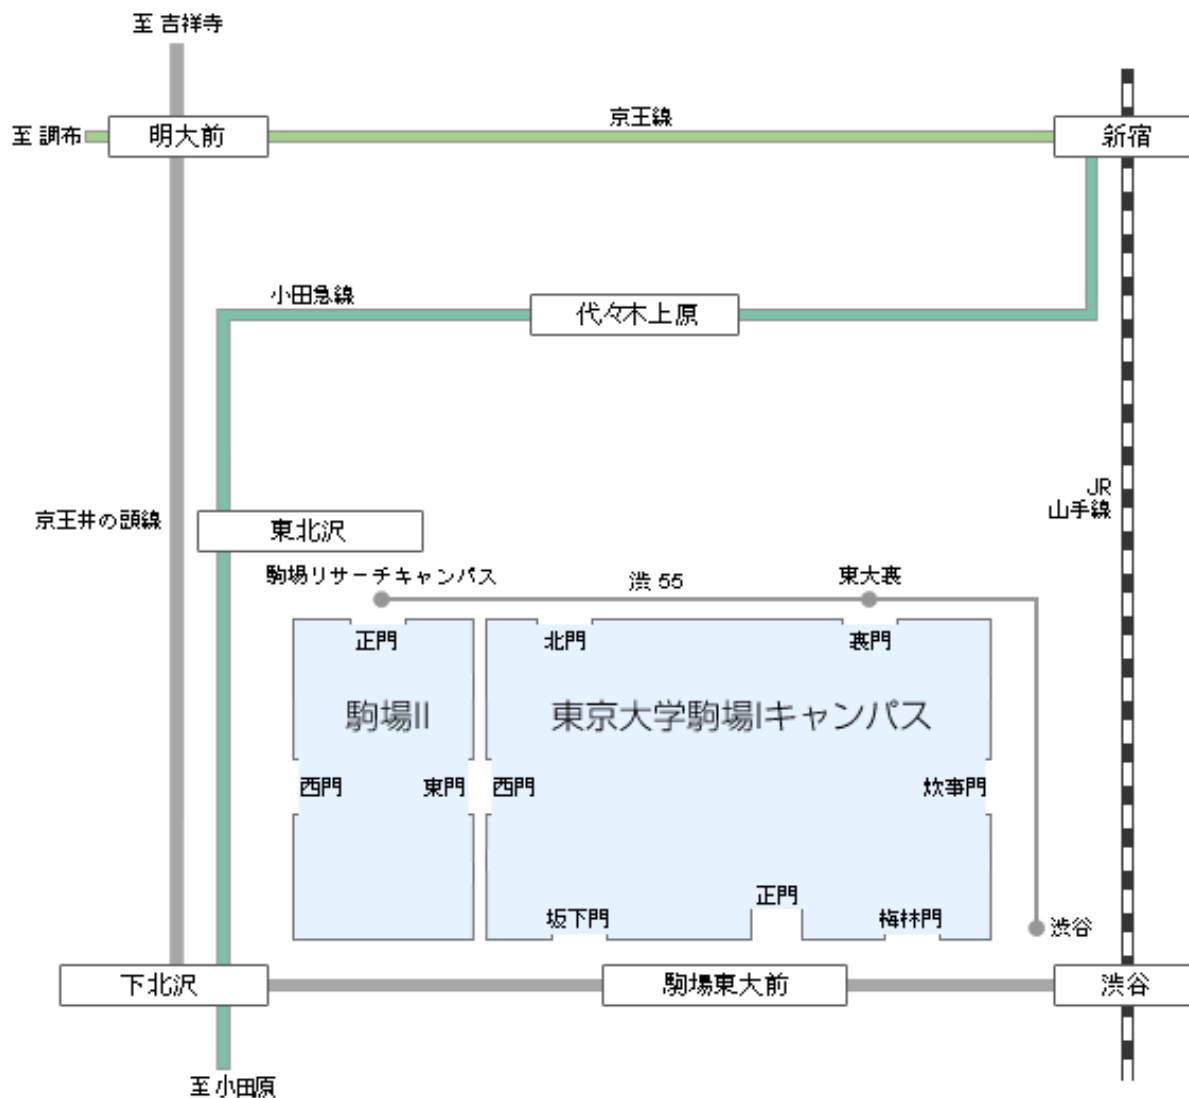 至 吉祥寺
京王線
至 調布
明大前
新宿
小田急線
代々木上原
JR
山手線
京王井の頭線
東北沢
駒場リサーチキャンパス
渋 55
東大裏
正門
北門
裏門
駒場II
東京大学駒場Iキャンパス
西門
東門
西門
炊事門
正門
坂下門
梅林門
渋谷
下北沢
駒場東大前
渋谷
至 小田原